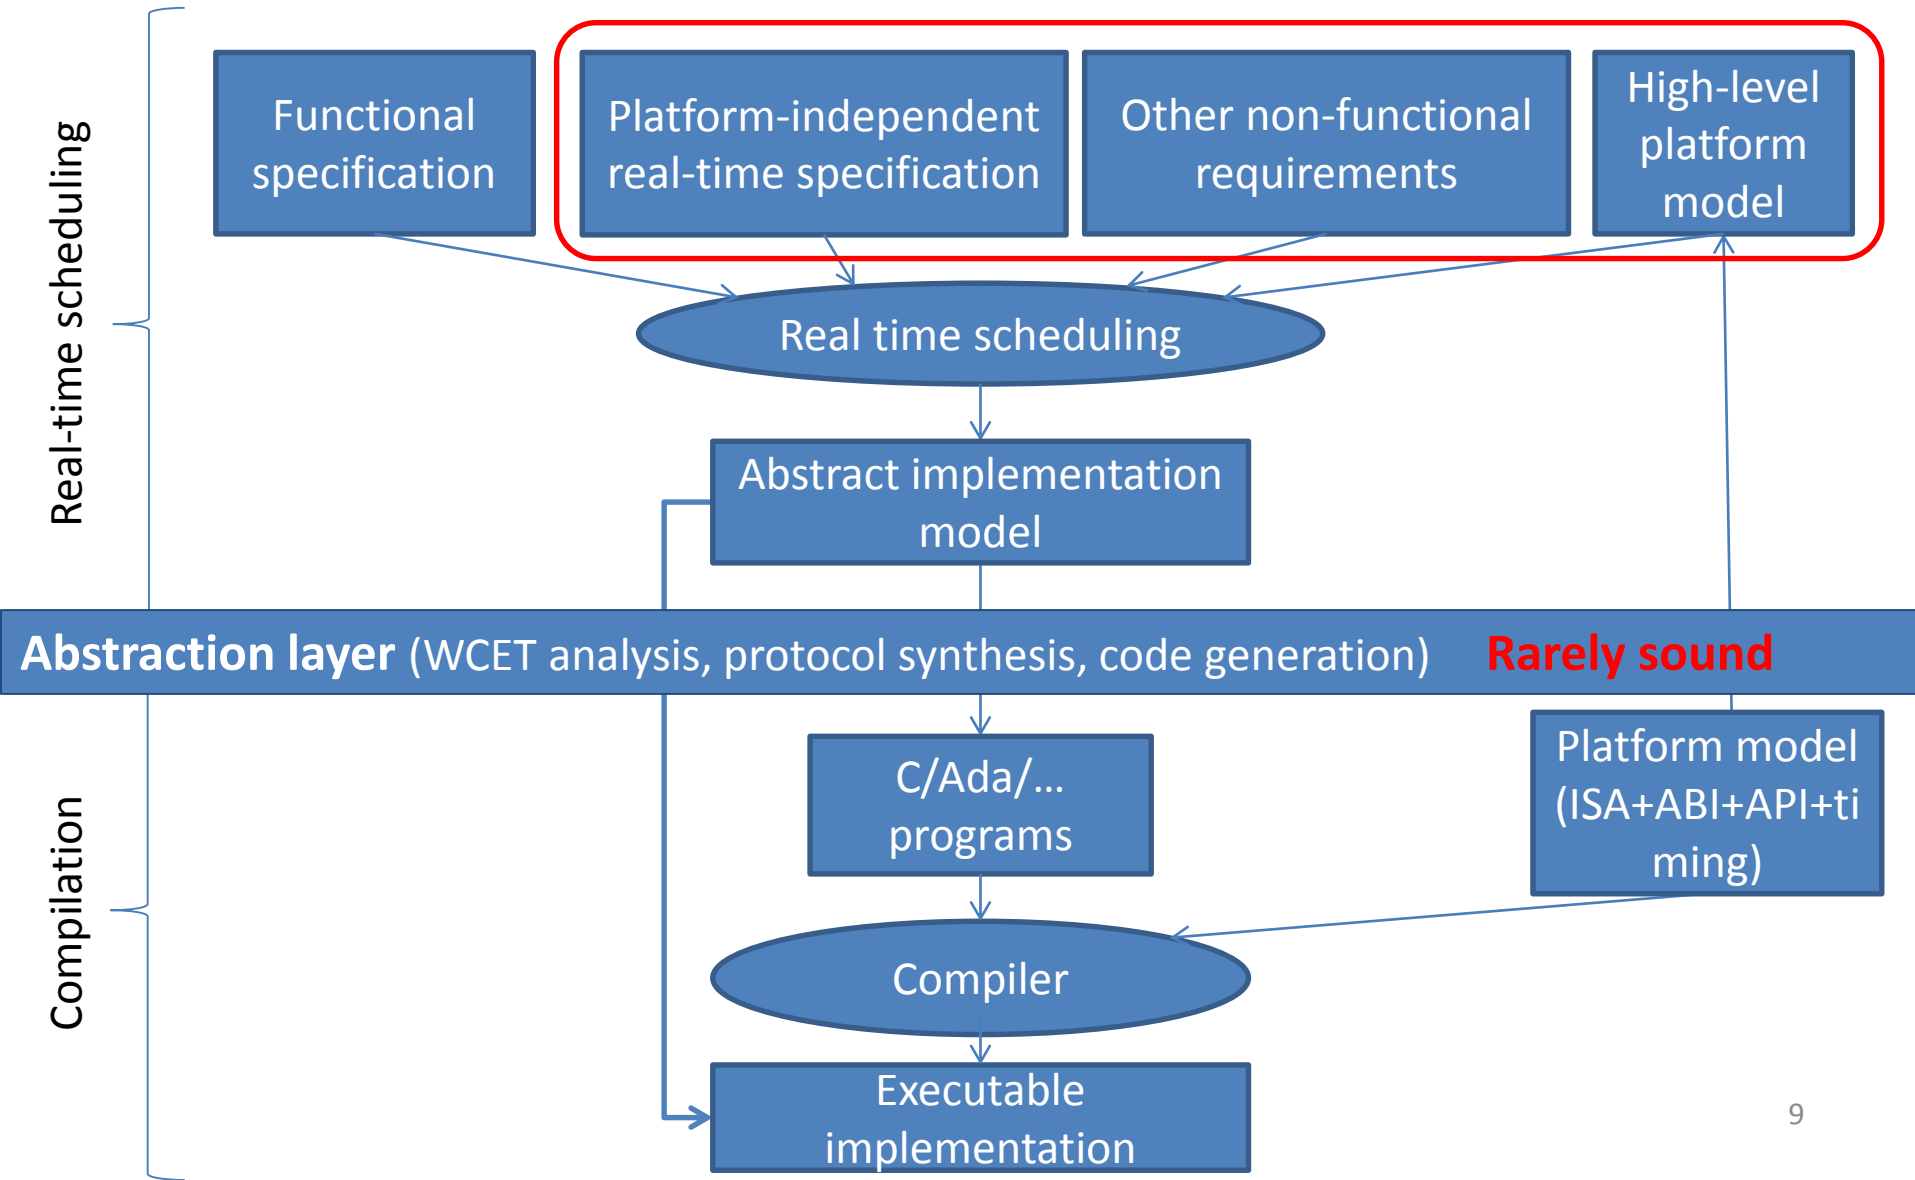 Real-time scheduling
Functional
specification
Platform-independent
real-time specification
Other non-functional
requirements
High-level
platform
model
Real time scheduling
Abstract implementation
model
Abstraction layer (WCET analysis, protocol synthesis, code generation) Rarely sound
Compilation
C/Ada/…
programs
Platform model
(ISA+ABI+API+ti
ming)
Compiler
Executable
implementation
9